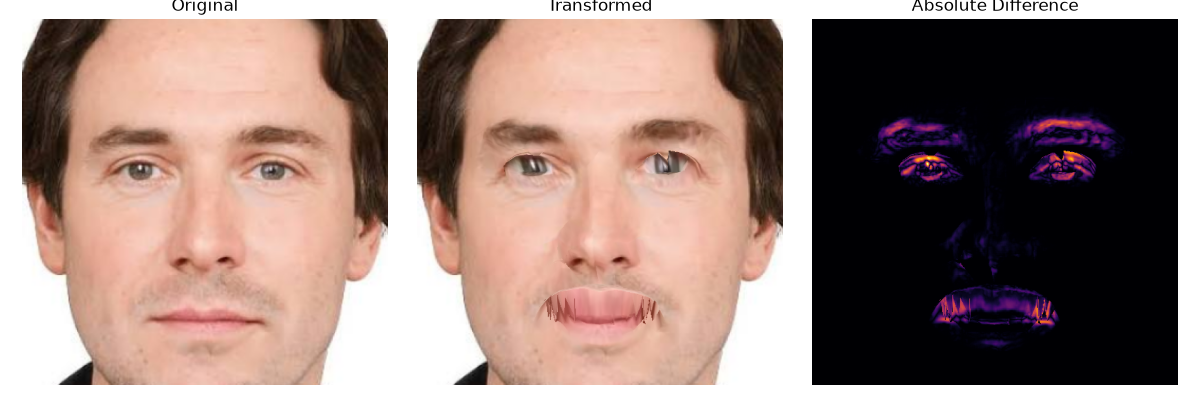 Original
Transformed
Absolute Difference